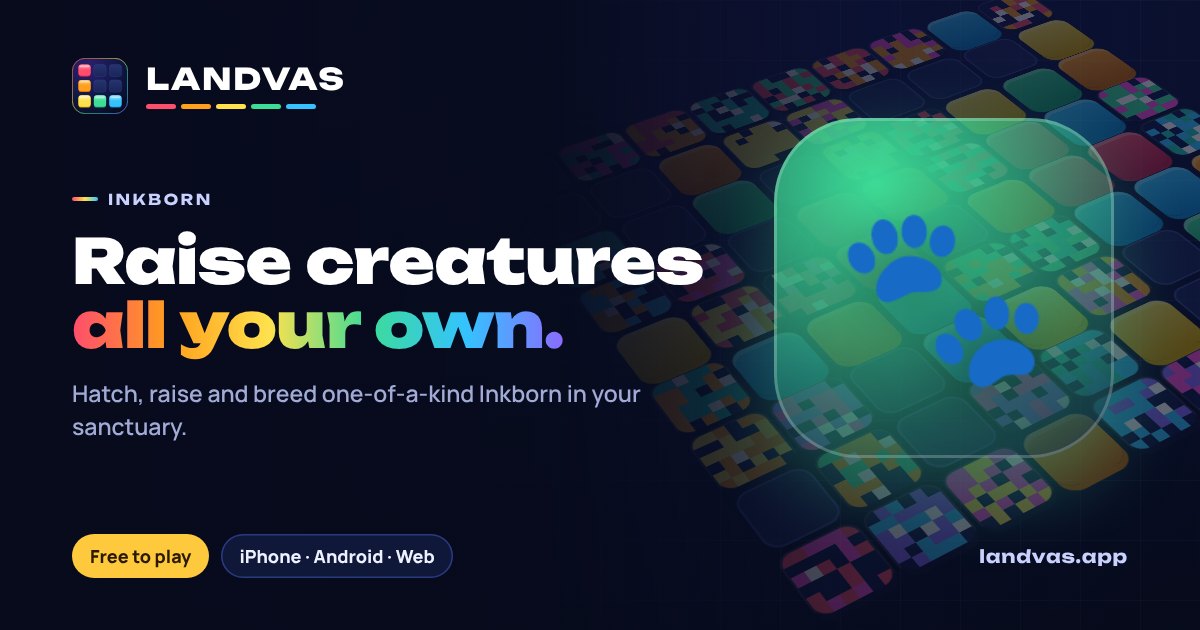 LANDVAS
INKBORN
Raise creatures
all your own.
Hatch, raise and breed one-of-a-kind Inkborn in your
sanctuary.
Free to play
iPhone · Android · Web
landvas.app